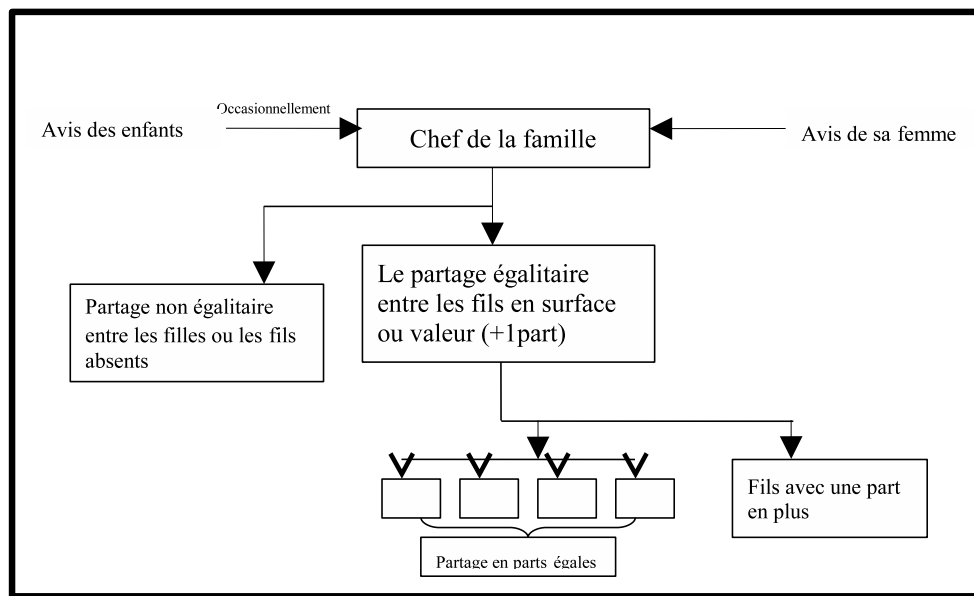 Occasionnellement
Avis des enfants
Chef de la famille
Avis de sa femme
Le partage égalitaire
entre les fils en surface
ou valeur (+1part)
Partage non égalitaire
entre les filles ou les fils
absents
Fils avec une part
en plus
Partage en parts égales